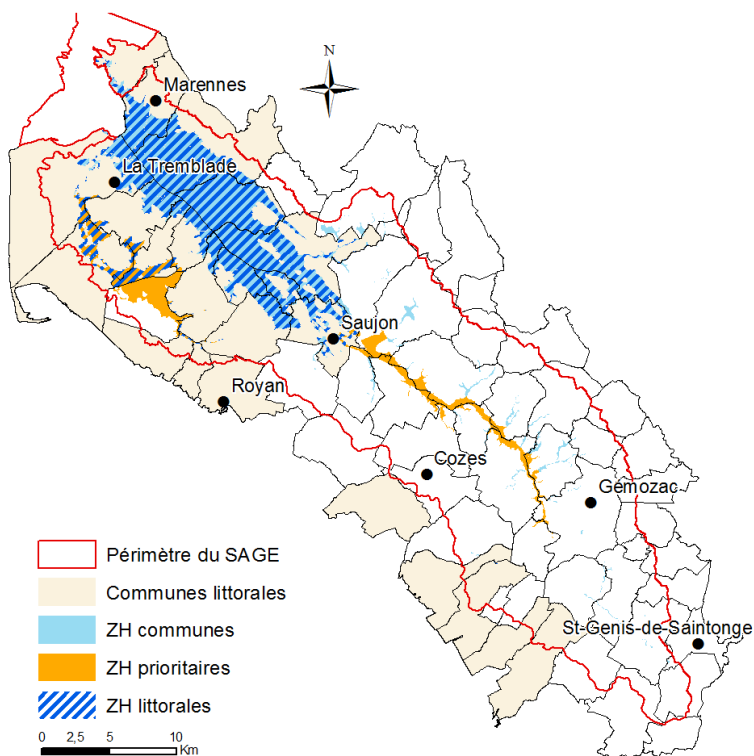 N
Marennes
La Tremblade
Saujon
Royan
Cozes
Gémozac
St-Genis-de-Saintonge
Périmètre du SAGE
Communes littorales
ZH communes
ZH prioritaires
ZH littorales
0 2,5 5 10
Km